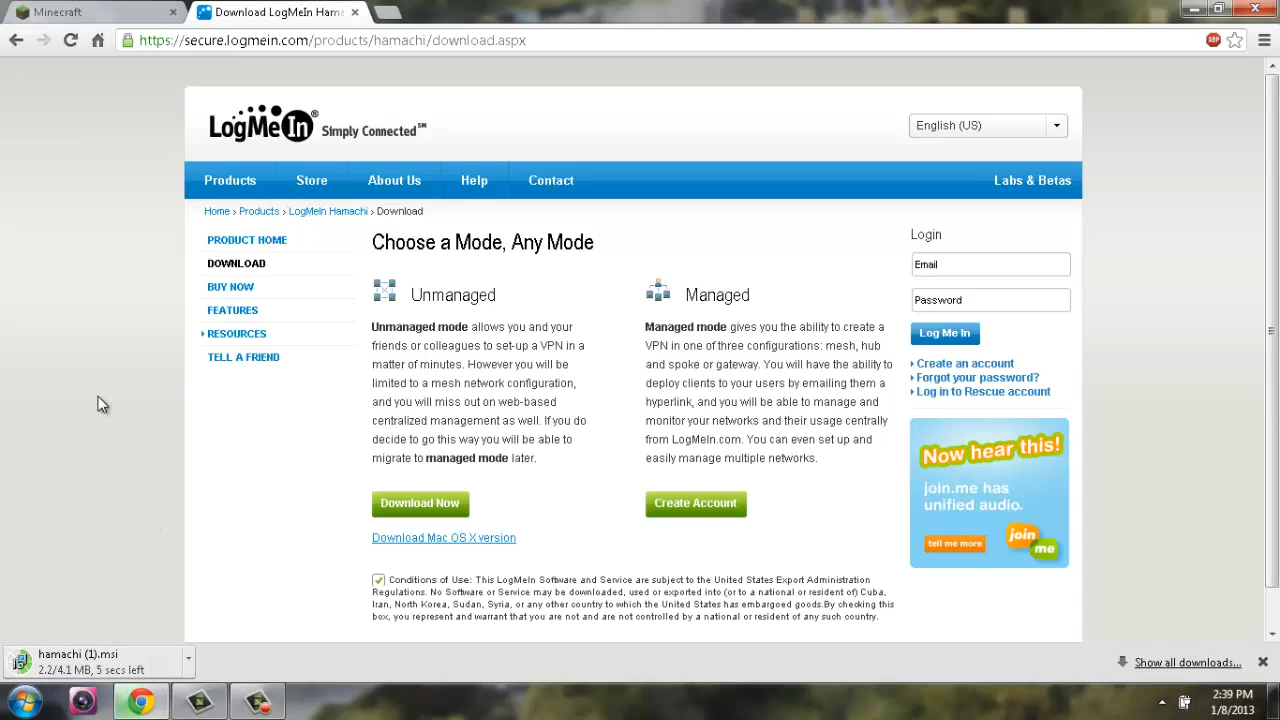 Minecraft
Download LogMeIn Ham
https://secure.logmein.com/products/hamachi/download.aspx
ABP
LogMeIn® Simply Connected℠
English (US)
Products Store About Us Help Contact Labs & Betas
Home › Products › LogMeIn Hamachi › Download
PRODUCT HOME
DOWNLOAD
BUY NOW
FEATURES
RESOURCES
TELL A FRIEND
Choose a Mode, Any Mode
Unmanaged
Unmanaged mode allows you and your
friends or colleagues to set-up a VPN in a
matter of minutes. However you will be
limited to a mesh network configuration,
and you will miss out on web-based
centralized management as well. If you do
decide to go this way you will be able to
migrate to managed mode later.
Download Now
Download Mac OS X version
Managed
Managed mode gives you the ability to create a
VPN in one of three configurations: mesh, hub
and spoke or gateway. You will have the ability to
deploy clients to your users by emailing them a
hyperlink, and you will be able to manage and
monitor your networks and their usage centrally
from LogMeIn.com. You can even set up and
easily manage multiple networks.
Create Account
Conditions of Use: This LogMeIn Software and Service are subject to the United States Export Administration
Regulations. No Software or Service may be downloaded, used or exported into (or to a national or resident of) Cuba,
Iran, North Korea, Sudan, Syria, or any other country to which the United States has embargoed goods.By checking this
box, you represent and warrant that you are not and are not controlled by a national or resident of any such country.
Login
Email
Password
Log Me In
Create an account
Forgot your password?
Log in to Rescue account
Now hear this!
join.me has
unified audio.
tell me more
join
me
hamachi (1).msi
2.2/4.1 MB, 5 secs left
Show all downloads...
2:39 PM
1/8/2013